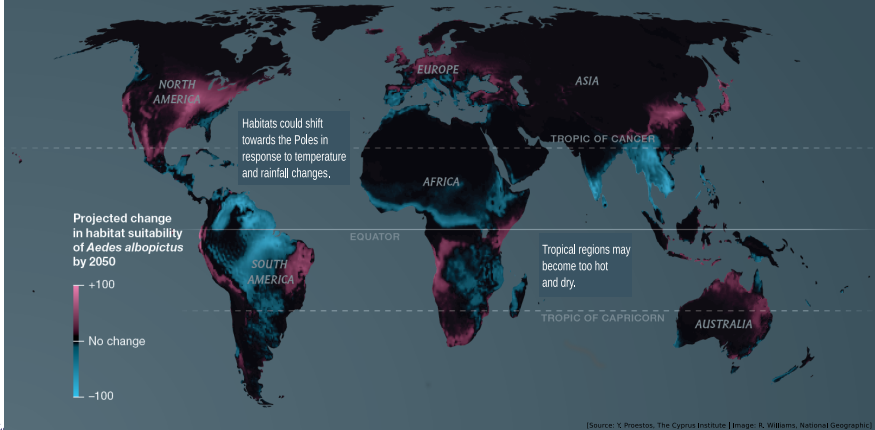 NORTH
AMERICA
EUROPE
ASIA
Habitats could shift
towards the Poles in
response to temperature
and rainfall changes.
TROPIC OF CANCER
AFRICA
Projected change
in habitat suitability
of Aedes albopictus
by 2050
EQUATOR
Tropical regions may
become too hot
and dry.
SOUTH
AMERICA
+100
No change
–100
TROPIC OF CAPRICORN
AUSTRALIA
[Source: Y. Proestos, The Cyprus Institute | Image: R. Williams, National Geographic]